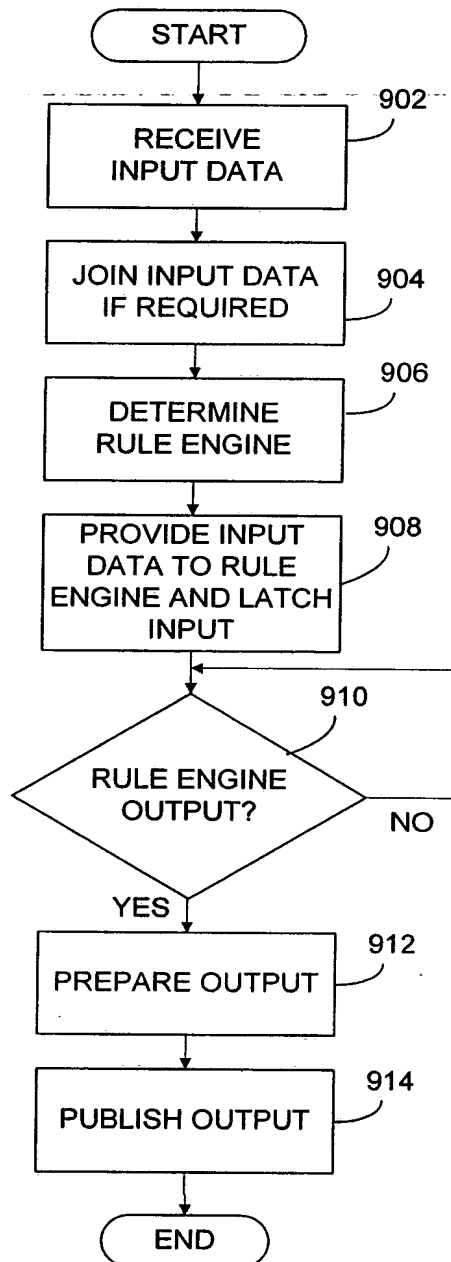 START
902
RECEIVE
INPUT DATA
JOIN INPUT DATA
IF REQUIRED
904
906
DETERMINE
RULE ENGINE
PROVIDE INPUT
DATA TO RULE
ENGINE AND LATCH
INPUT
908
910
RULE ENGINE
OUTPUT?
NO
YES
912
PREPARE OUTPUT
914
PUBLISH OUTPUT
END